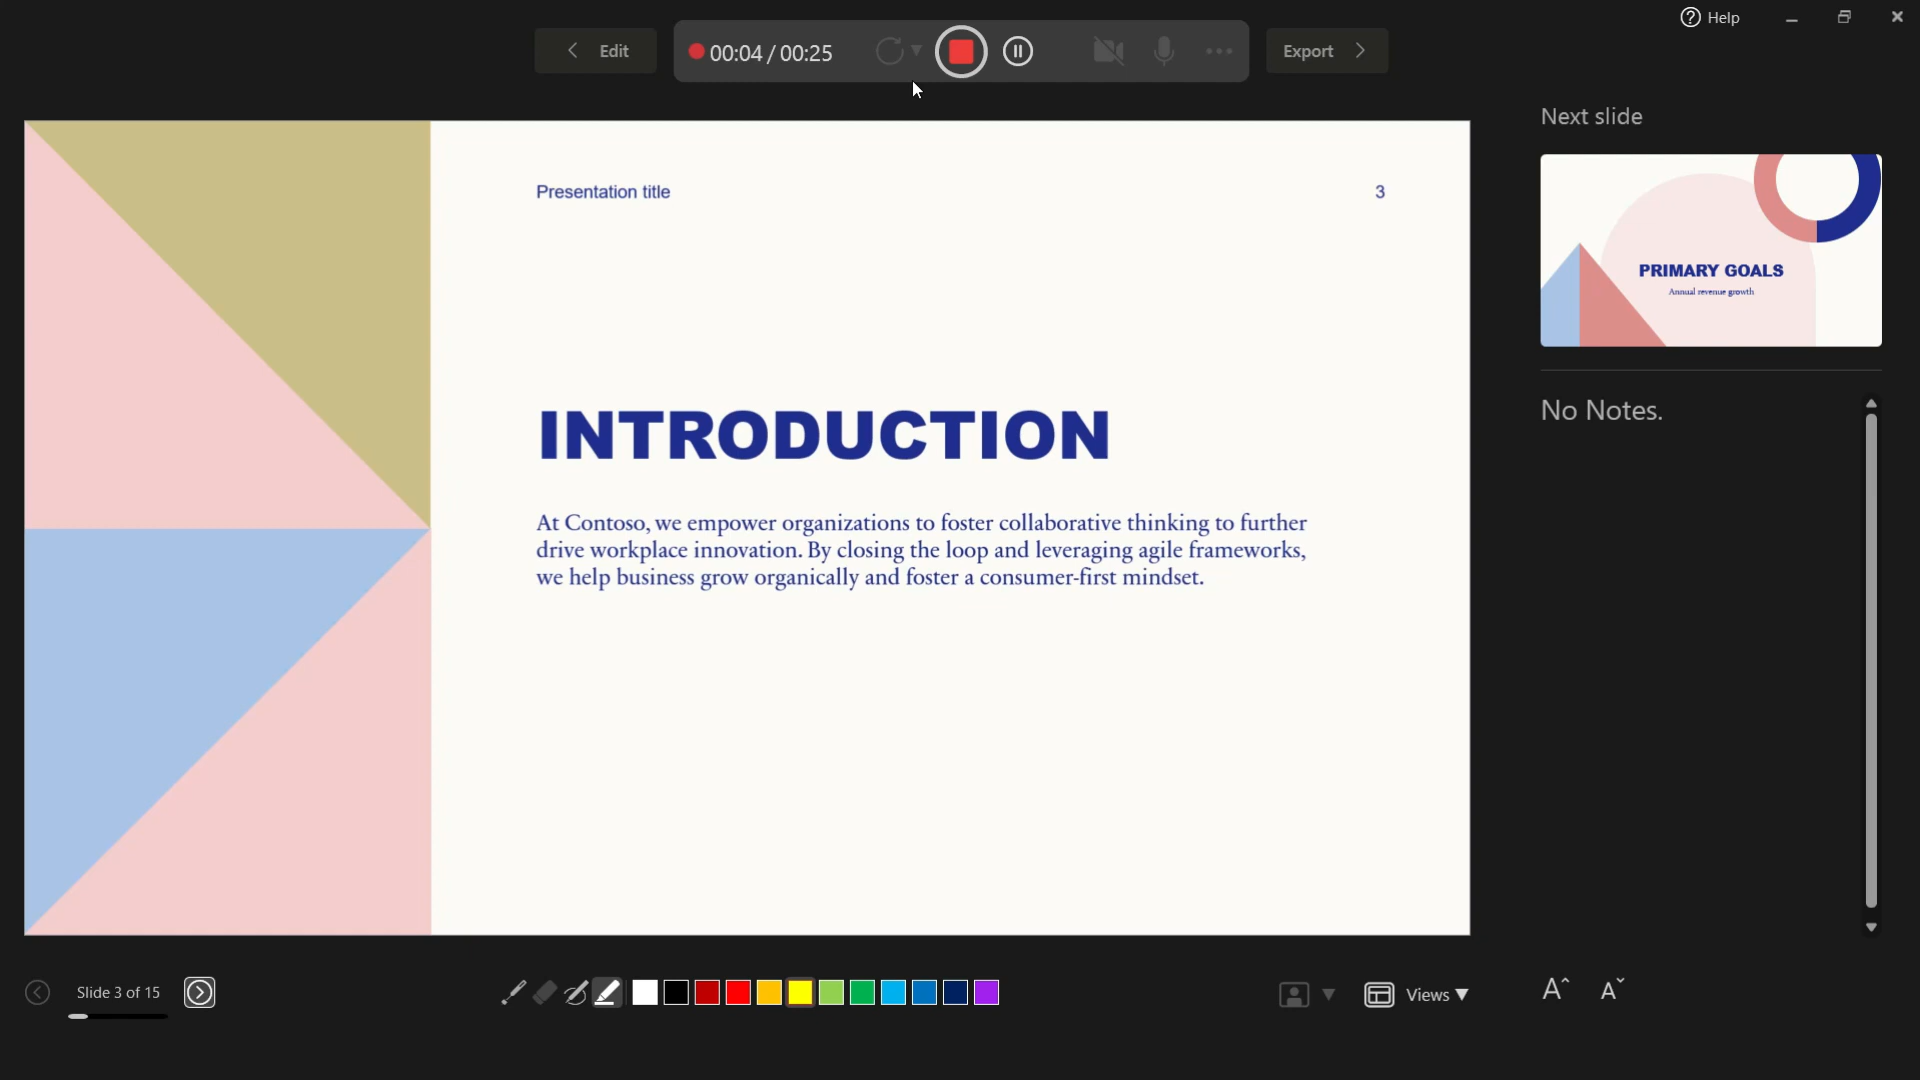 Help
Edit
00:04 / 00:25
Export
Next slide
Presentation title
3
PRIMARY GOALS
Annual revenue growth
No Notes.
INTRODUCTION
At Contoso, we empower organizations to foster collaborative thinking to further
drive workplace innovation. By closing the loop and leveraging agile frameworks,
we help business grow organically and foster a consumer-first mindset.
Slide 3 of 15
Views
A
A